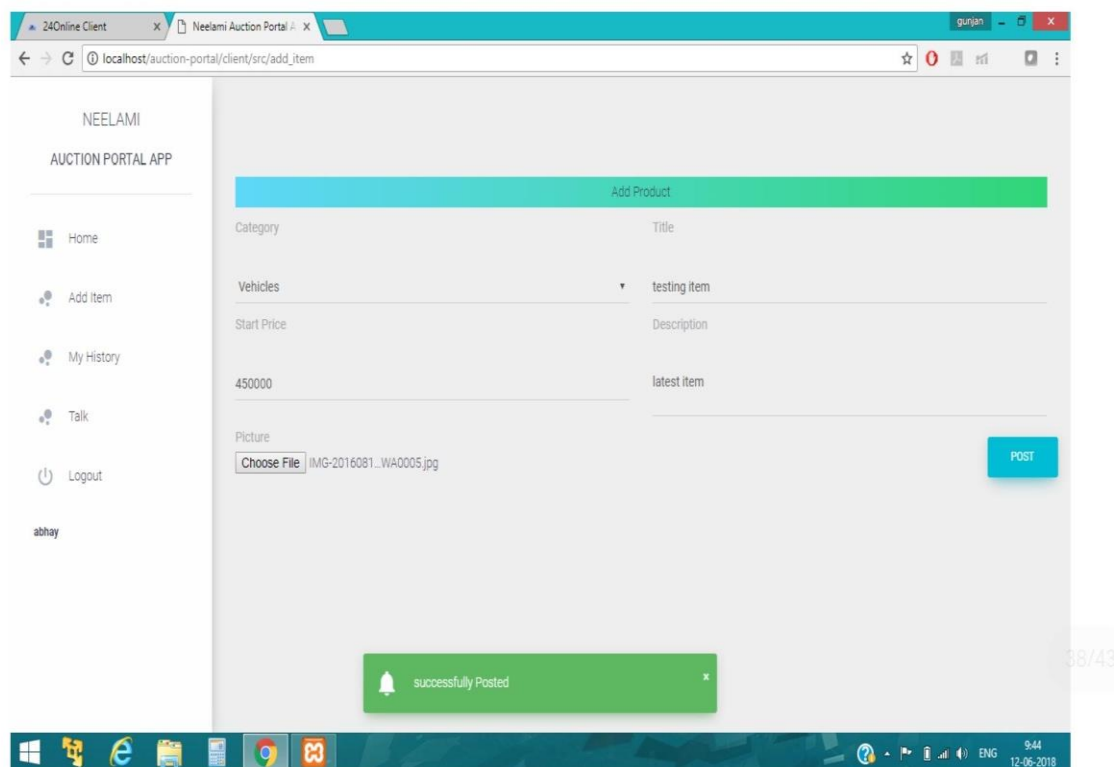 24Online Client
Neelami Auction Portal A
gunjan
localhost/auction-portal/client/src/add_item
NEELAMI
AUCTION PORTAL APP
Home
Add Item
My History
Talk
Logout
abhay
Add Product
Category
Title
Vehicles
testing item
Start Price
Description
450000
latest item
Picture
Choose File IMG-2016081...WA0005.jpg
POST
successfully Posted
x
38/43
ENG
9:44
12-06-2018